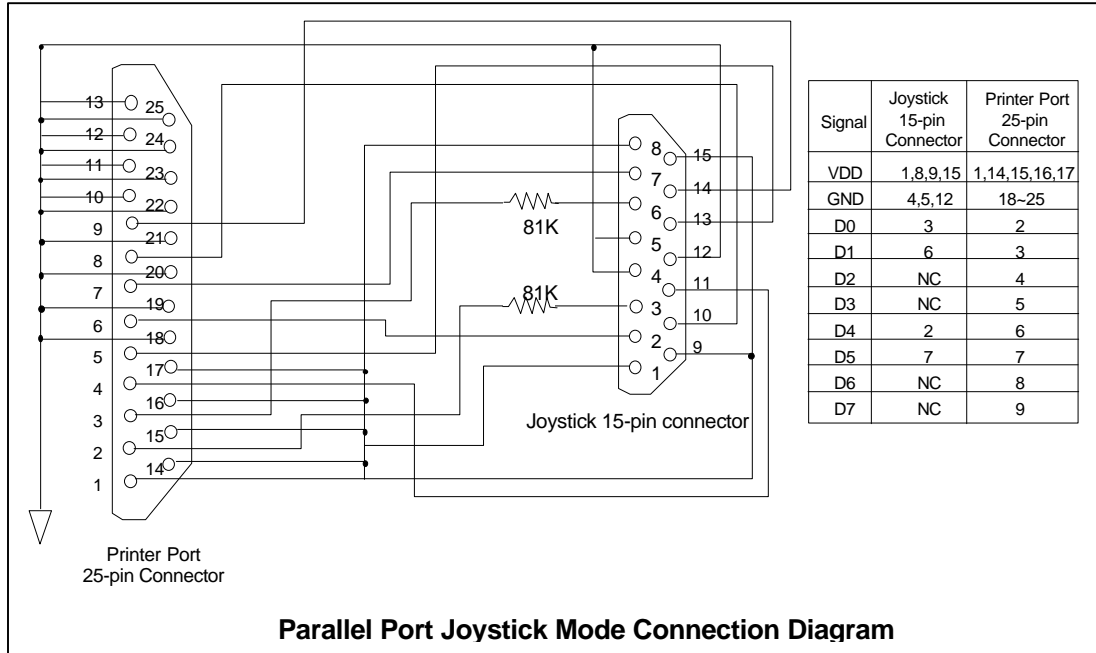 13
25
12
24
11
23
10
22
9
21
8
20
7
19
6
18
5
17
4
16
3
15
2
14
1
Printer Port
25-pin Connector
81K
81K
8
15
7
14
6
13
5
12
4
11
3
10
2
9
1
Joystick 15-pin connector
Signal Joystick 15-pin Connector Printer Port 25-pin Connector
VDD 1,8,9,15 1,14,15,16,17
GND 4,5,12 18~25
D0 3 2
D1 6 3
D2 NC 4
D3 NC 5
D4 2 6
D5 7 7
D6 NC 8
D7 NC 9
Parallel Port Joystick Mode Connection Diagram